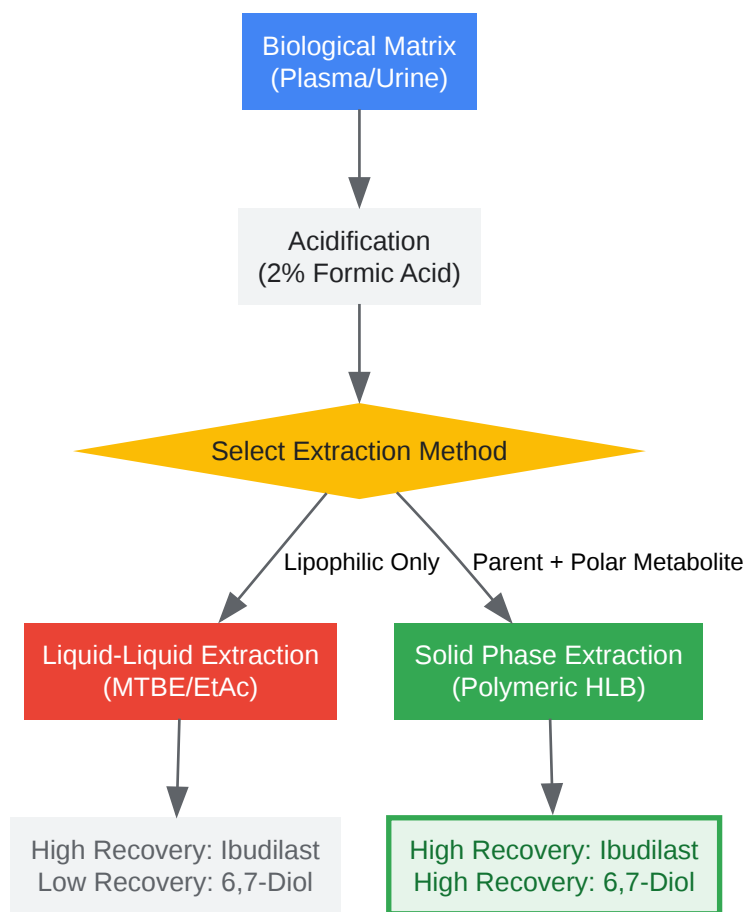 Biological Matrix
(Plasma/Urine)
Acidification
(2% Formic Acid)
Select Extraction Method
Lipophilic Only
Parent + Polar Metabolite
Liquid-Liquid Extraction
(MTBE/EtAc)
Solid Phase Extraction
(Polymeric HLB)
High Recovery: Ibudilast
Low Recovery: 6,7-Diol
High Recovery: Ibudilast
High Recovery: 6,7-Diol